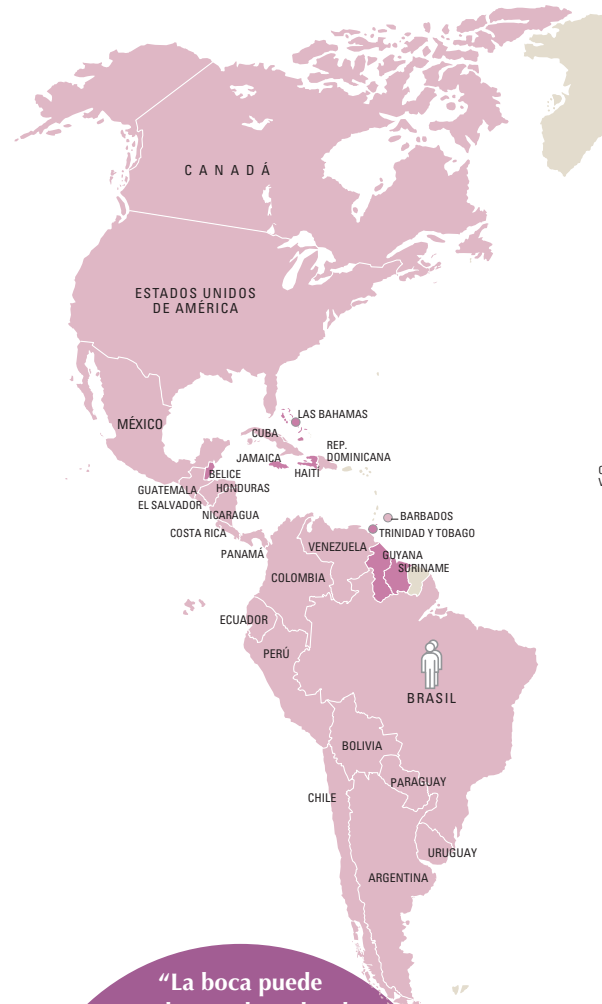 CANADÁ
ESTADOS UNIDOS
DE AMÉRICA
MÉXICO
LAS BAHAMAS
CUBA
REP.
DOMINICANA
JAMAICA
HAITÍ
BELICE
GUATEMALA
HONDURAS
EL SALVADOR
NICARAGUA
COSTA RICA
PANAMÁ
BARBADOS
TRINIDAD Y TOBAGO
VENEZUELA
GUYANA
SURINAME
COLOMBIA
ECUADOR
PERÚ
BRASIL
BOLIVIA
PARAGUAY
CHILE
URUGUAY
ARGENTINA
“La boca puede